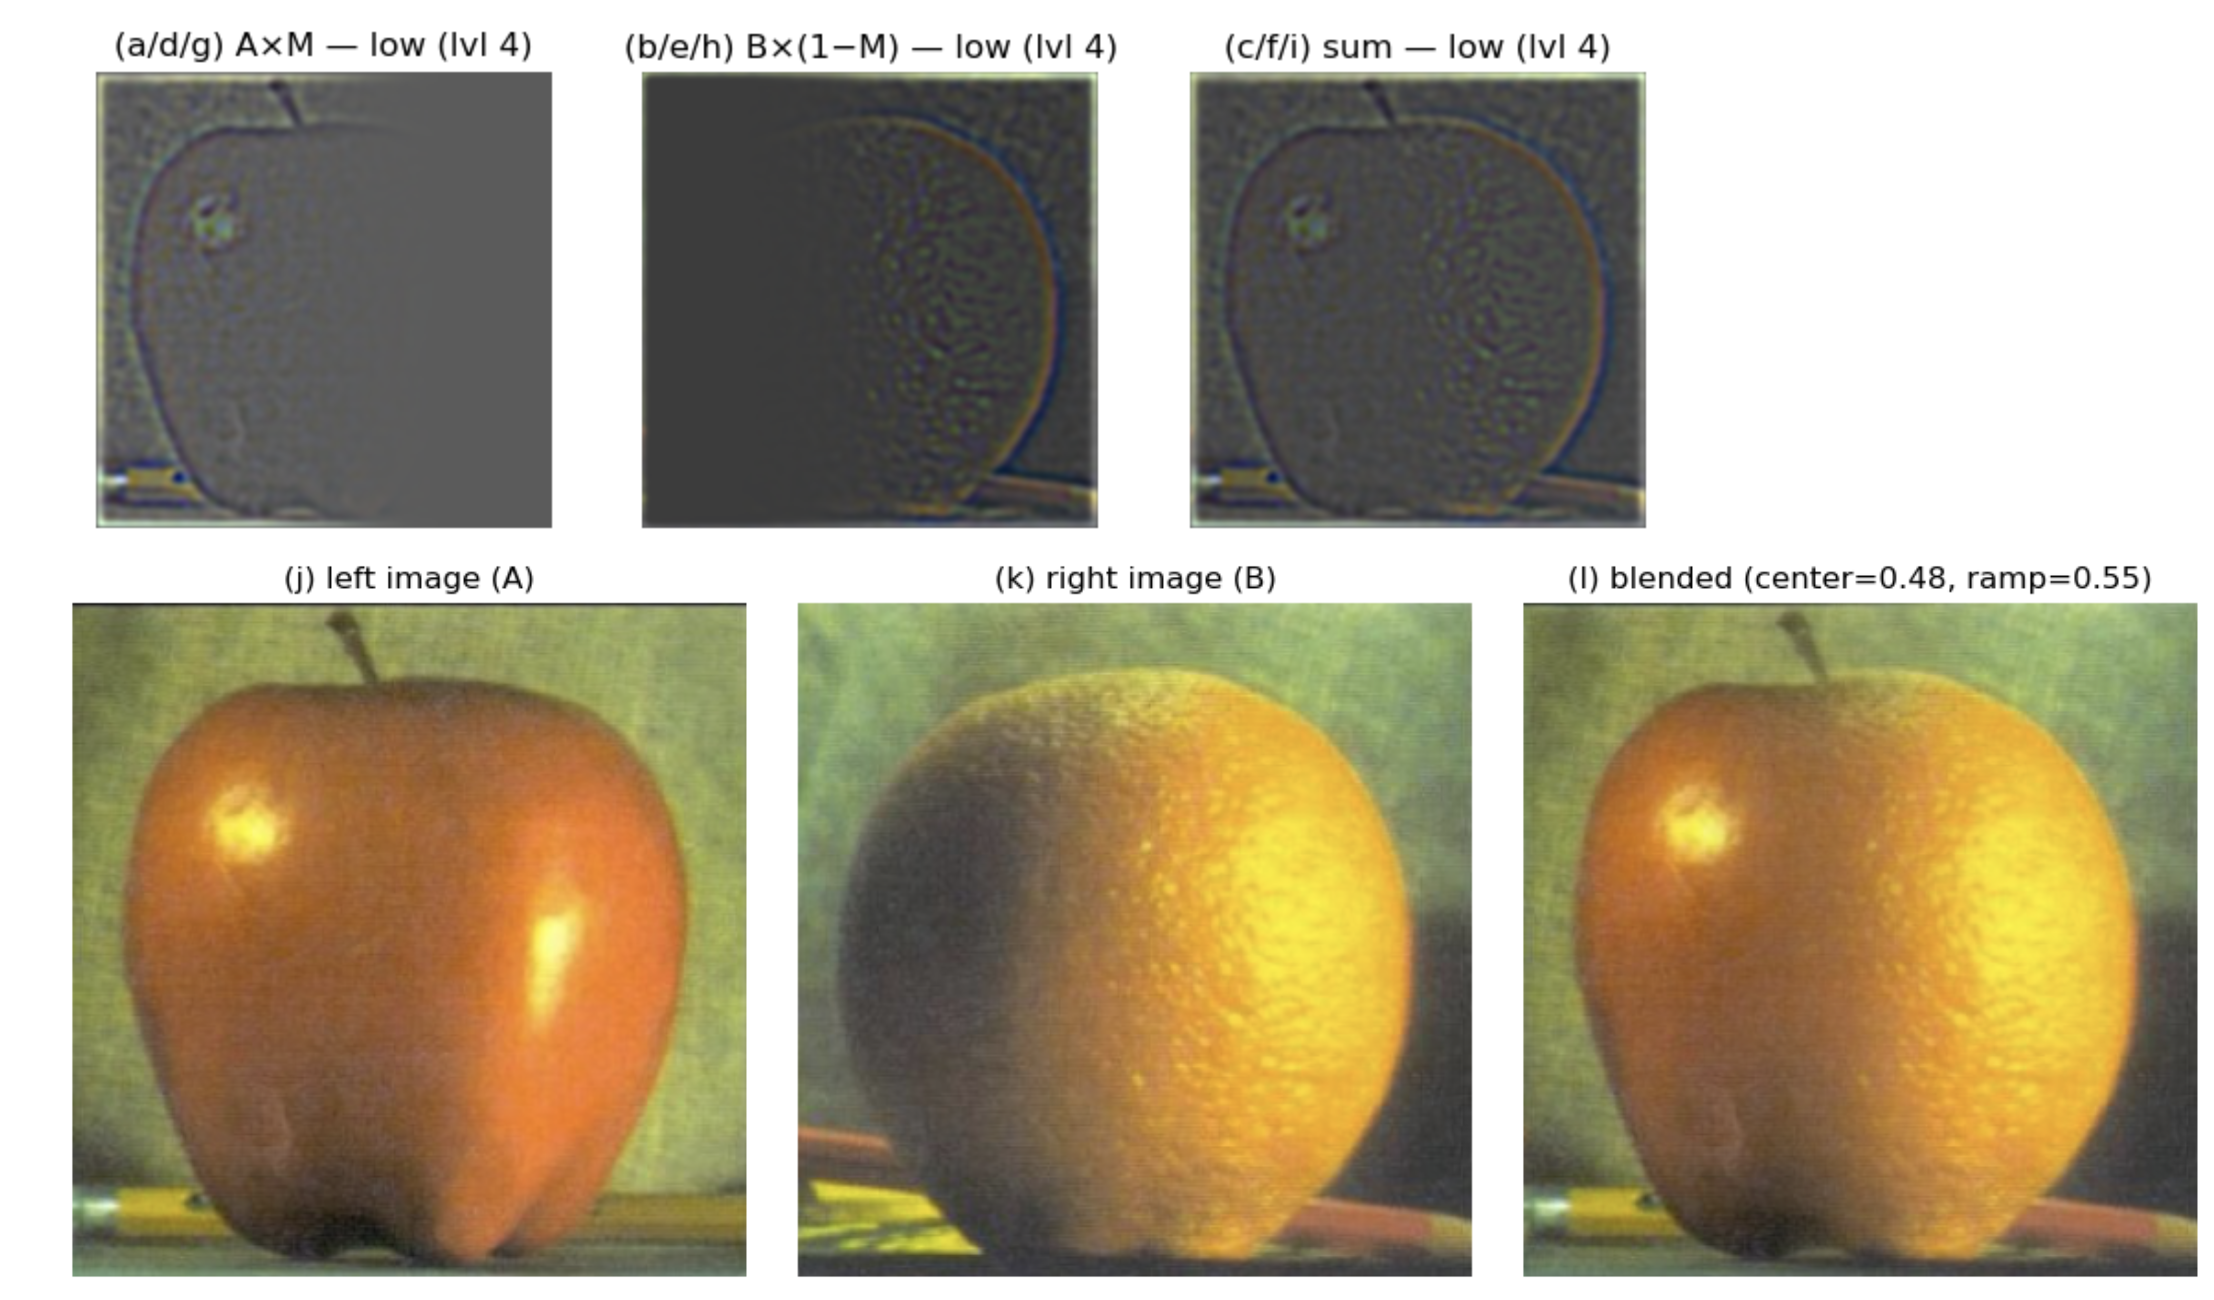 (a/d/g) A×M — low (lvl 4)
(b/e/h) B×(1−M) — low (lvl 4)
(c/f/i) sum — low (lvl 4)
(j) left image (A)
(k) right image (B)
(l) blended (center=0.48, ramp=0.55)